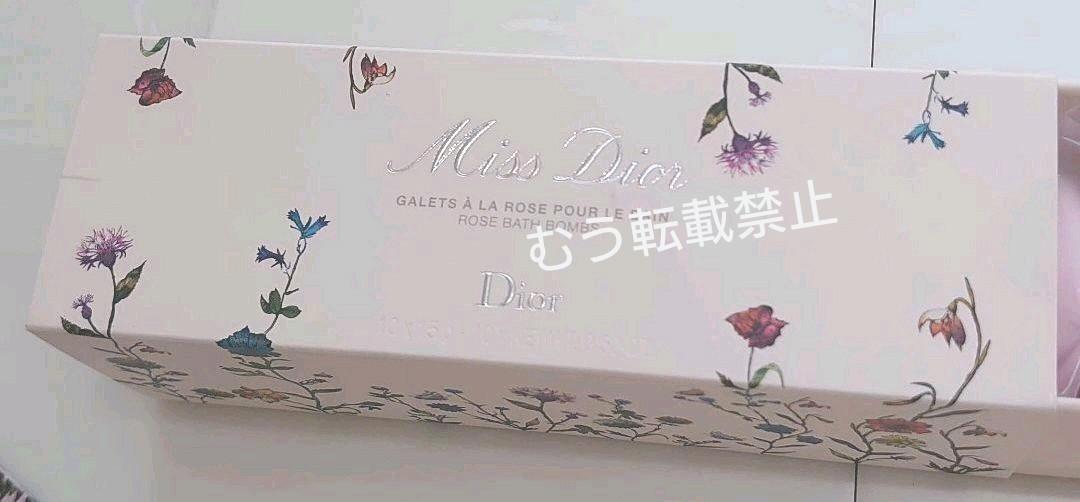 Miss Dior
GALETS À LA ROSE POUR LE BAIN
ROSE BATH BOMBS
むう転載禁止
Dior